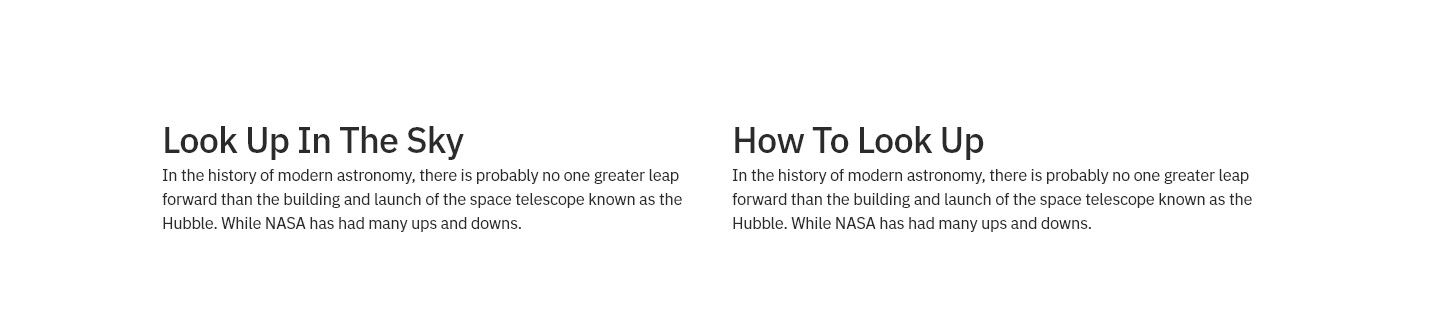 Look Up In The Sky
In the history of modern astronomy, there is probably no one greater leap
forward than the building and launch of the space telescope known as the
Hubble. While NASA has had many ups and downs.
How To Look Up
In the history of modern astronomy, there is probably no one greater leap
forward than the building and launch of the space telescope known as the
Hubble. While NASA has had many ups and downs.